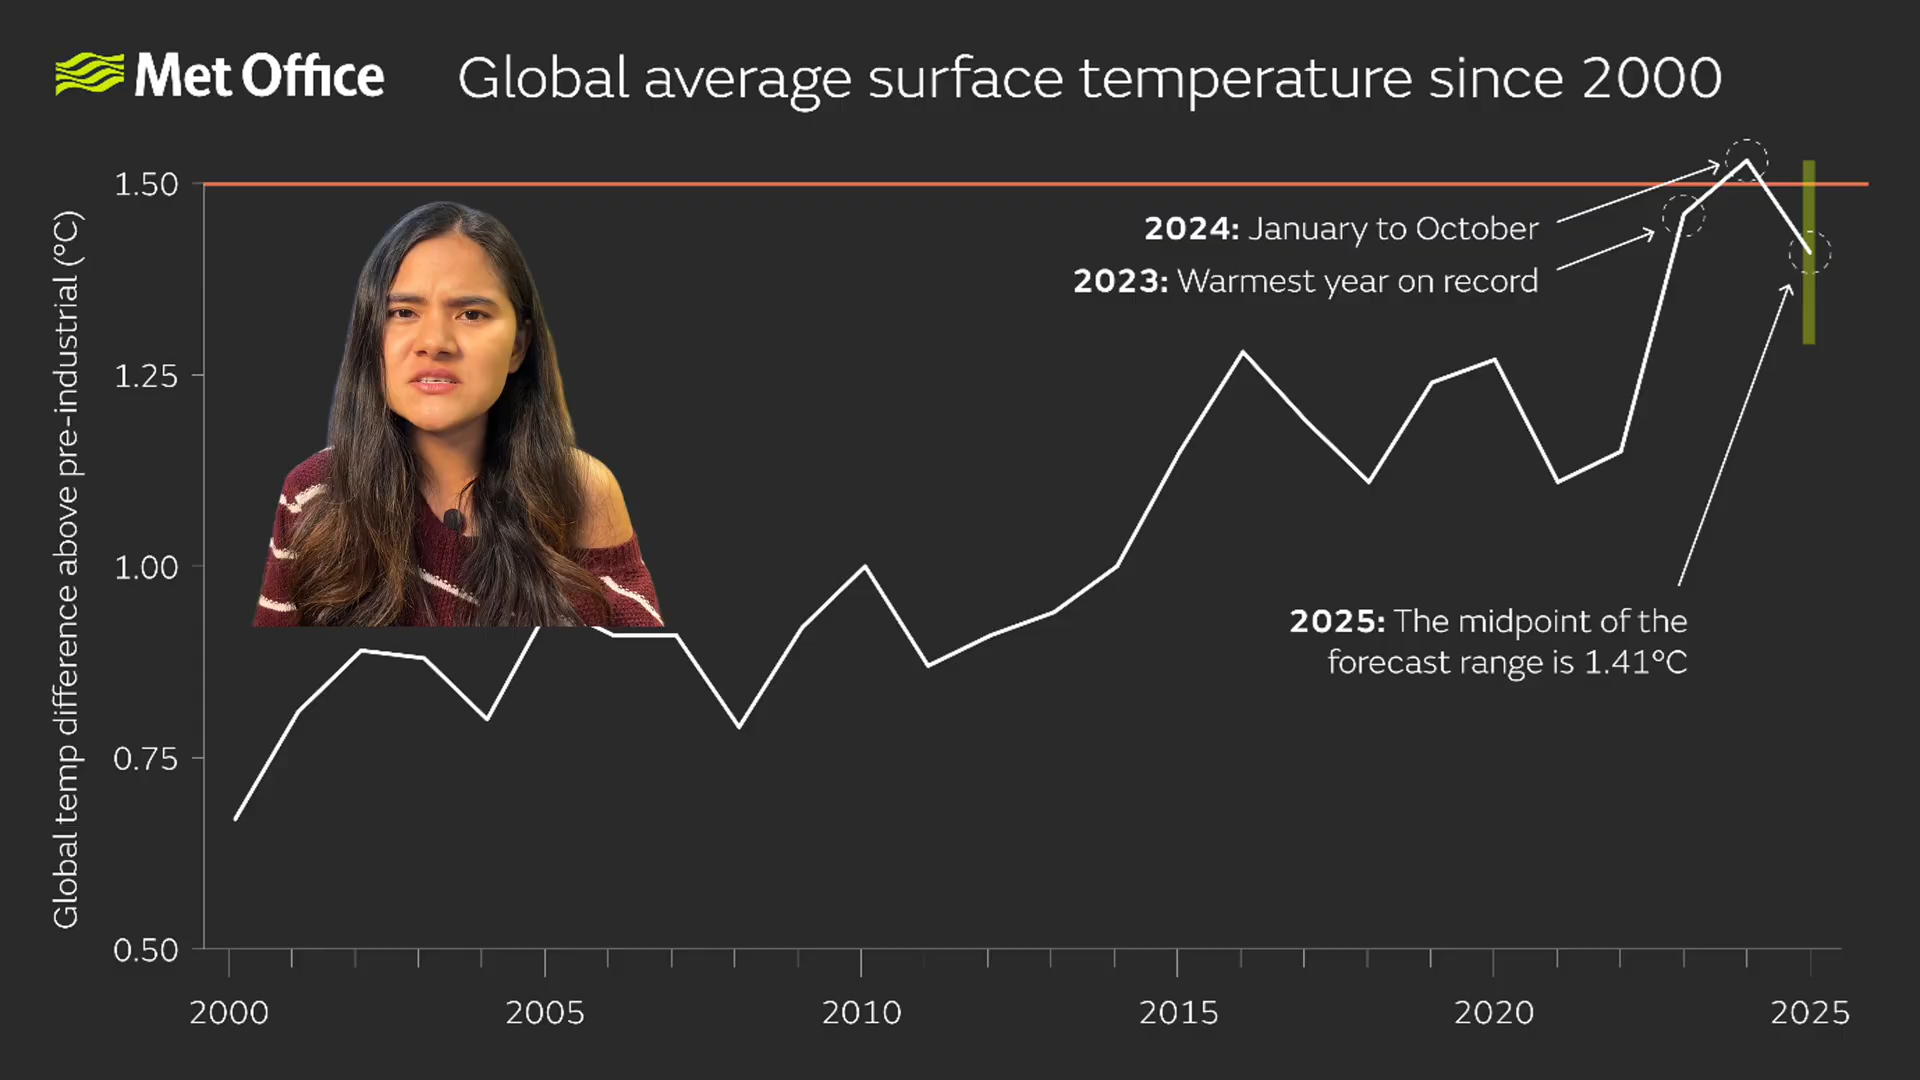 Met Office
Global average surface temperature since 2000
Global temp difference above pre-industrial (°C)
1.50
1.25
1.00
0.75
0.50
2024: January to October
2023: Warmest year on record
2025: The midpoint of the
forecast range is 1.41°C
2000
2005
2010
2015
2020
2025